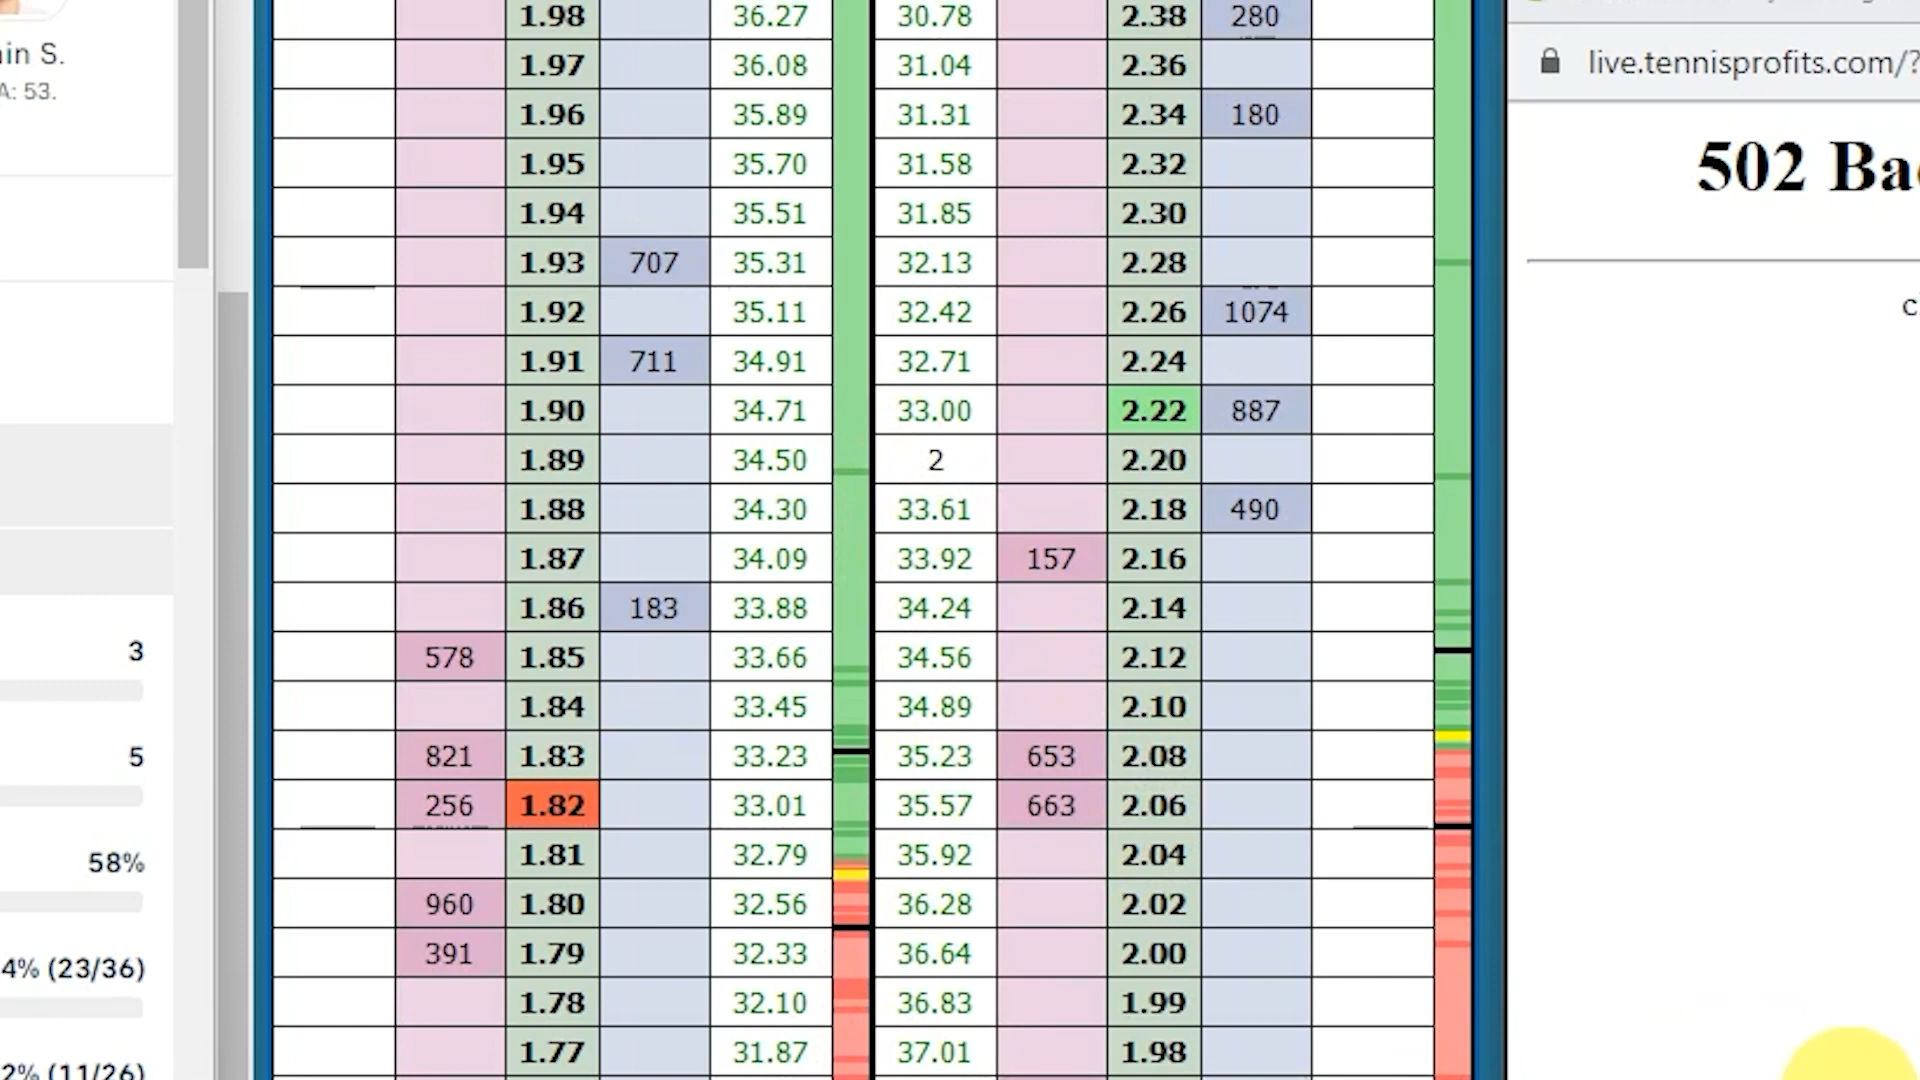 in S.
A: 53.
3
5
58%
4% (23/36)
2% (11/26)
1.98 36.27 30.78 2.38 280
1.97 36.08 31.04 2.36
1.96 35.89 31.31 2.34 180
1.95 35.70 31.58 2.32
1.94 35.51 31.85 2.30
1.93 707 35.31 32.13 2.28
1.92 35.11 32.42 2.26 1074
1.91 711 34.91 32.71 2.24
1.90 34.71 33.00 2.22 887
1.89 34.50 2 2.20
1.88 34.30 33.61 2.18 490
1.87 34.09 33.92 157 2.16
1.86 183 33.88 34.24 2.14
578 1.85 33.66 34.56 2.12
1.84 33.45 34.89 2.10
821 1.83 33.23 35.23 653 2.08
256 1.82 33.01 35.57 663 2.06
1.81 32.79 35.92 2.04
960 1.80 32.56 36.28 2.02
391 1.79 32.33 36.64 2.00
1.78 32.10 36.83 1.99
1.77 31.87 37.01 1.98
live.tennisprofits.com/?
502 Ba